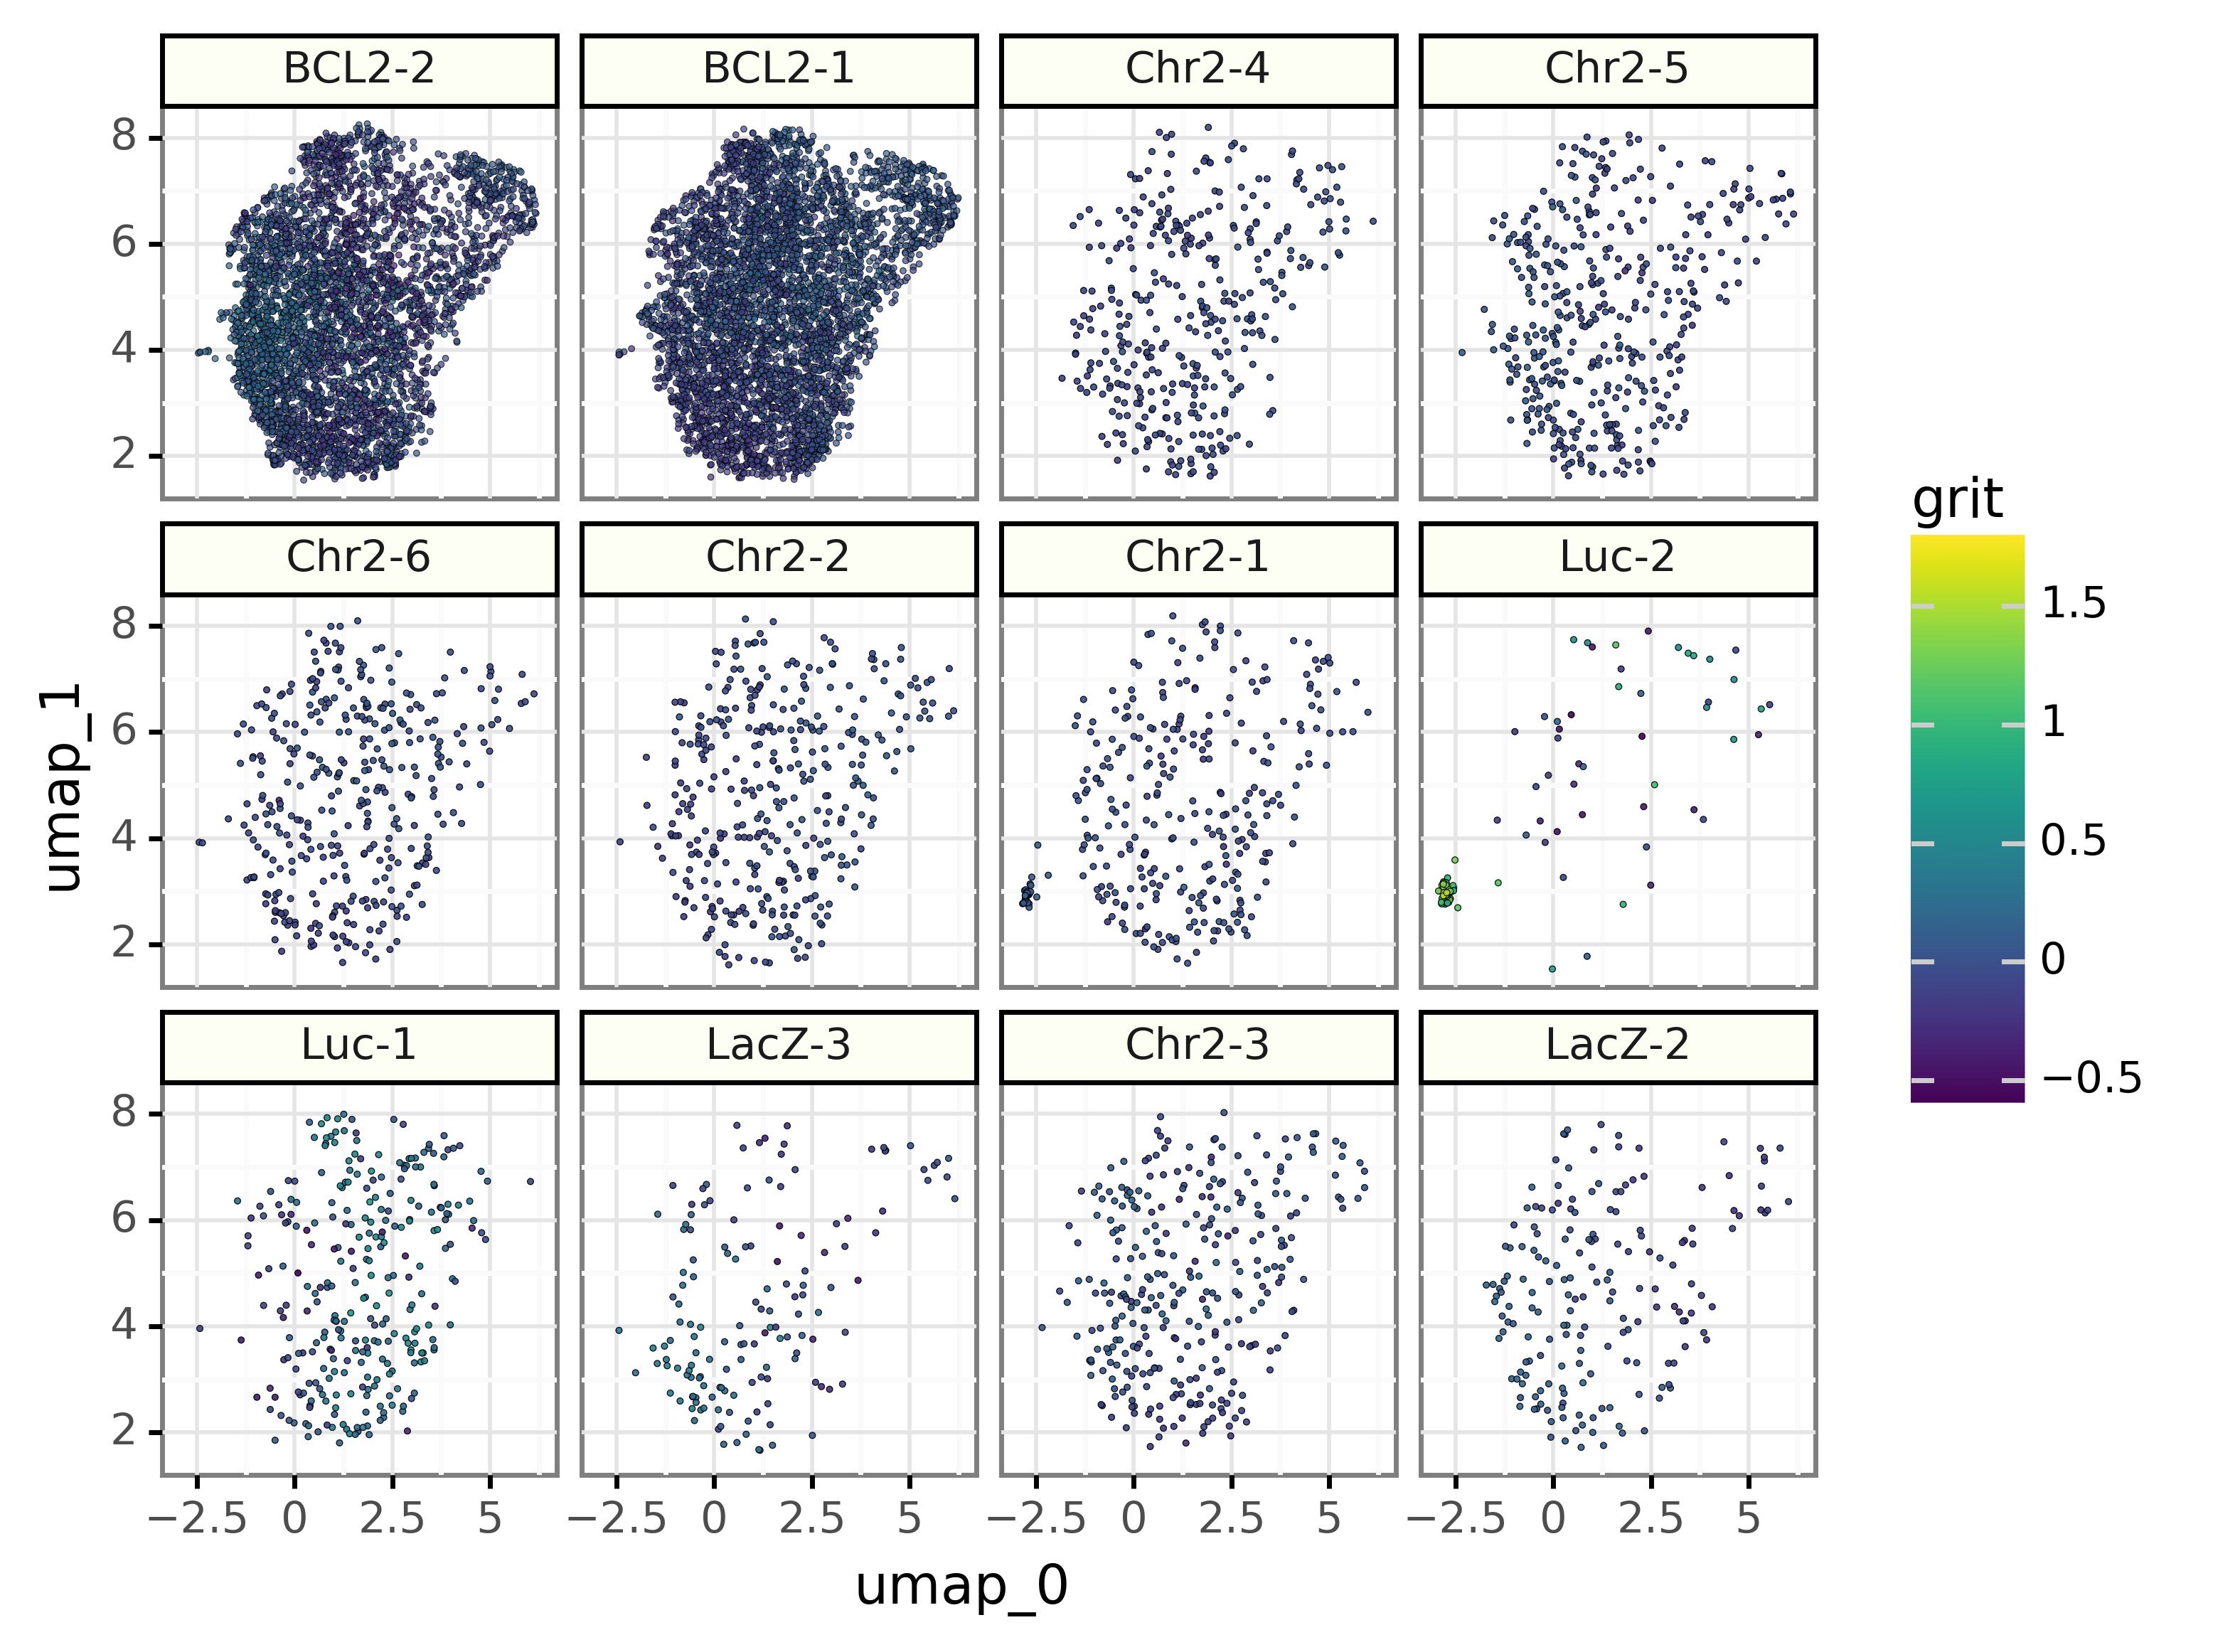 BCL2-2 BCL2-1 Chr2-4 Chr2-5
8
6
4
2
Chr2-6 Chr2-2 Chr2-1 Luc-2
8
6
4
2
Luc-1 LacZ-3 Chr2-3 LacZ-2
8
6
4
2
−2.5 0 2.5 5 −2.5 0 2.5 5 −2.5 0 2.5 5 −2.5 0 2.5 5
umap_0
umap_1
grit
1.5
1
0.5
0
−0.5